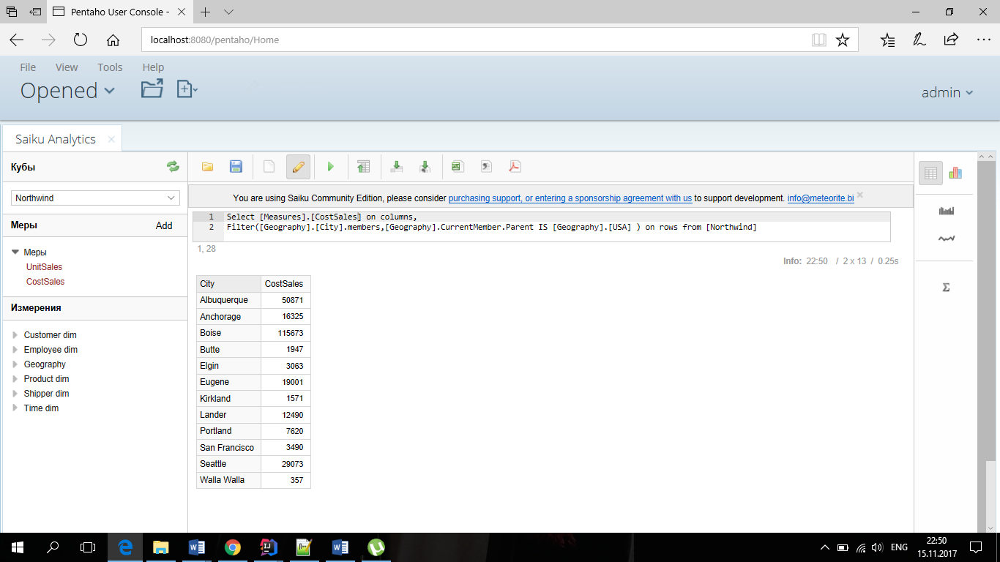 Pentaho User Console -
localhost:8080/pentaho/Home
File View Tools Help
Opened
admin
Saiku Analytics
Кубы
Northwind
You are using Saiku Community Edition, please consider purchasing support, or entering a sponsorship agreement with us to support development. info@meteorite.bi
Меры Add
Меры
UnitSales
CostSales
Измерения
Customer dim
Employee dim
Geography
Product dim
Shipper dim
Time dim
1 Select [Measures].[CostSales] on columns,
2 Filter([Geography].[City].members,[Geography].CurrentMember.Parent IS [Geography].[USA] ) on rows from [Northwind]
1, 28
Info: 22:50 / 2 x 13 / 0.25s
City CostSales
Albuquerque 50871
Anchorage 16325
Boise 115673
Butte 1947
Elgin 3063
Eugene 19001
Kirkland 1571
Lander 12490
Portland 7620
San Francisco 3490
Seattle 29073
Walla Walla 357
ENG
22:50
15.11.2017